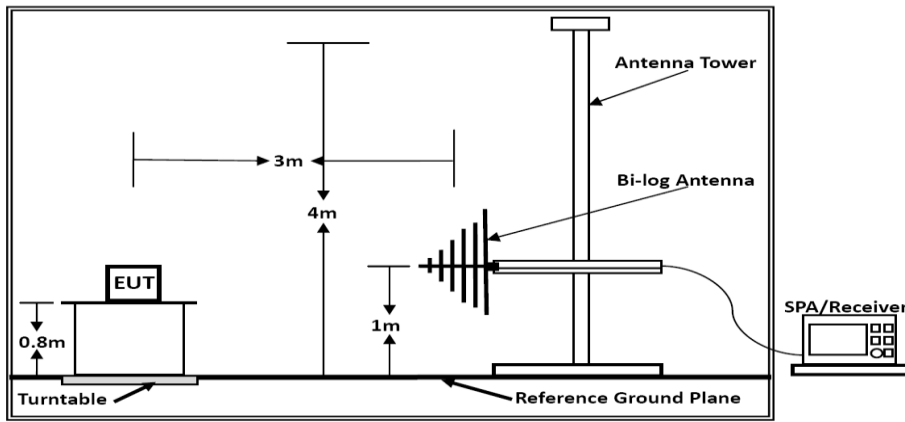 Antenna Tower
3m
Bi-log Antenna
4m
EUT
SPA/Receiver
1m
0.8m
Turntable
Reference Ground Plane